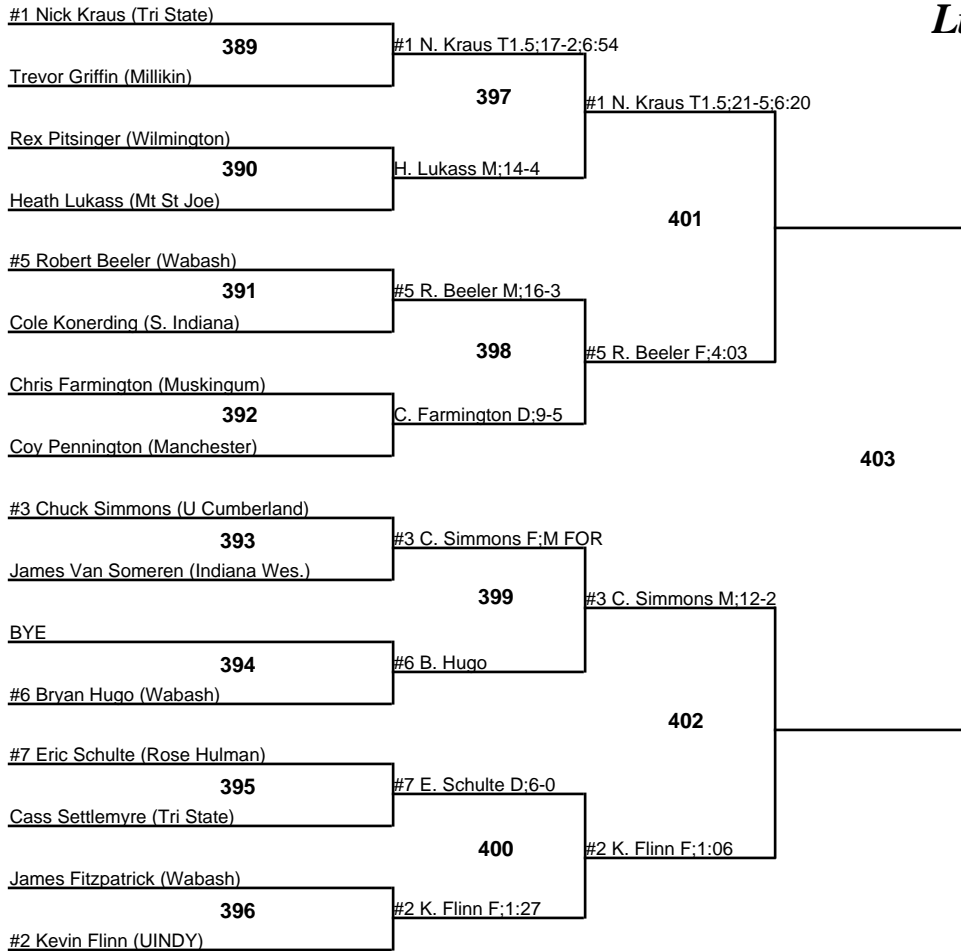 #1 Nick Kraus (Tri State)
389
Trevor Griffin (Millikin)
#1 N. Kraus T1.5;17-2;6:54
397
Rex Pitsinger (Wilmington)
390
Heath Lukass (Mt St Joe)
H. Lukass M;14-4
#1 N. Kraus T1.5;21-5;6:20
401
#5 Robert Beeler (Wabash)
391
Cole Konerding (S. Indiana)
#5 R. Beeler M;16-3
398
Chris Farmington (Muskingum)
392
Coy Pennington (Manchester)
C. Farmington D;9-5
#5 R. Beeler F;4:03
403
#3 Chuck Simmons (U Cumberland)
393
James Van Someren (Indiana Wes.)
#3 C. Simmons F;M FOR
399
BYE
394
#6 Bryan Hugo (Wabash)
#6 B. Hugo
#3 C. Simmons M;12-2
402
#7 Eric Schulte (Rose Hulman)
395
Cass Settlemyre (Tri State)
#7 E. Schulte D;6-0
400
James Fitzpatrick (Wabash)
396
#2 Kevin Flinn (UINDY)
#2 K. Flinn F;1:27
#2 K. Flinn F;1:06